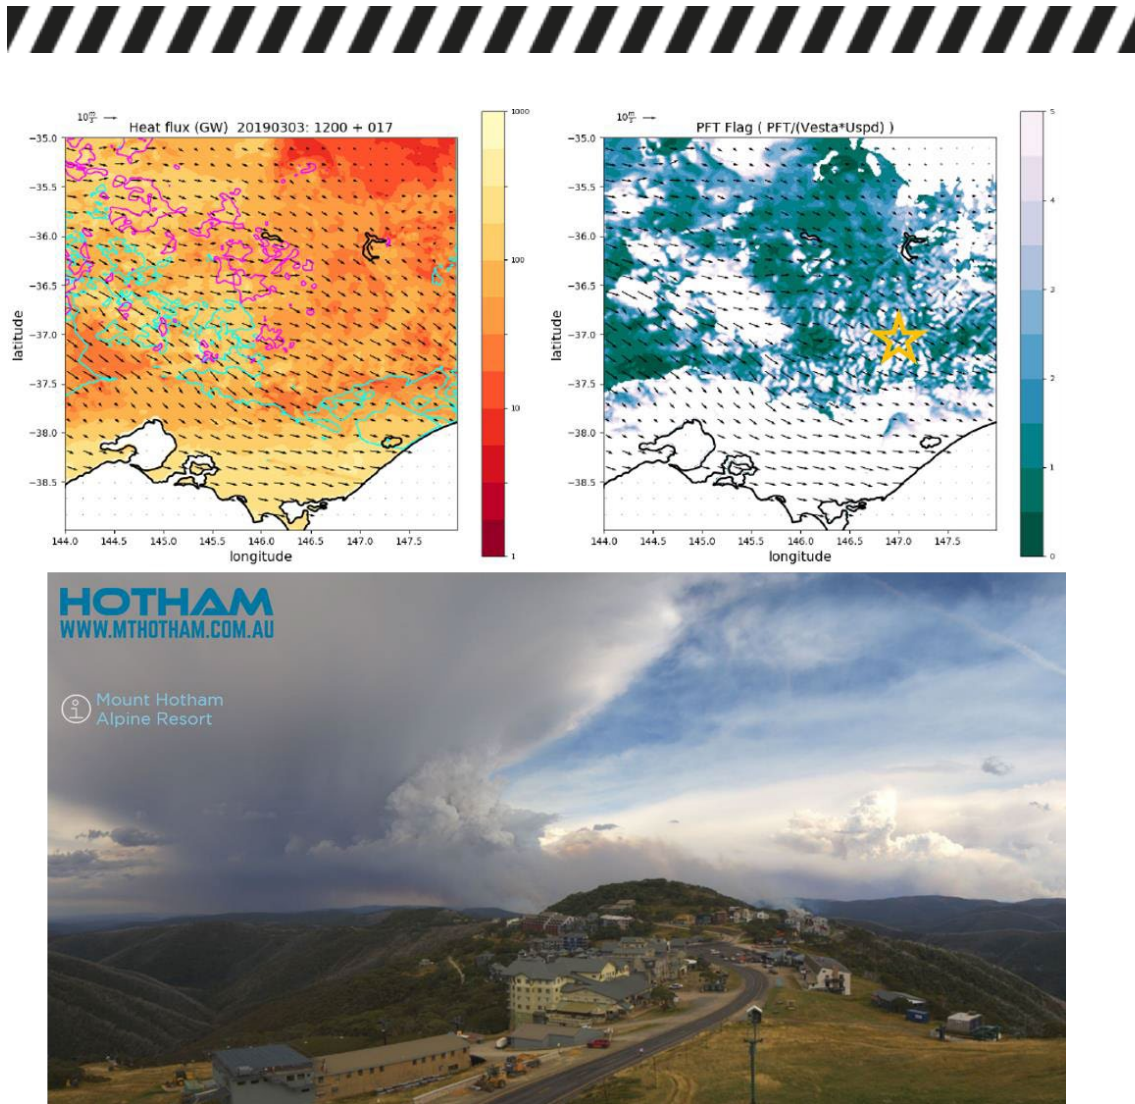 10 m/s
Heat flux (GW) 20190303: 1200 + 017
−35.0
−35.5
−36.0
−36.5
−37.0
−37.5
−38.0
−38.5
latitude
144.0 144.5 145.0 145.5 146.0 146.5 147.0 147.5
longitude
1000
100
10
1
10 m/s
PFT Flag ( PFT/(Vesta*Uspd) )
−35.0
−35.5
−36.0
−36.5
−37.0
−37.5
−38.0
−38.5
latitude
144.0 144.5 145.0 145.5 146.0 146.5 147.0 147.5
longitude
5
4
3
2
1
0
HOTHAM
WWW.MTHOTHAM.COM.AU
i
Mount Hotham
Alpine Resort